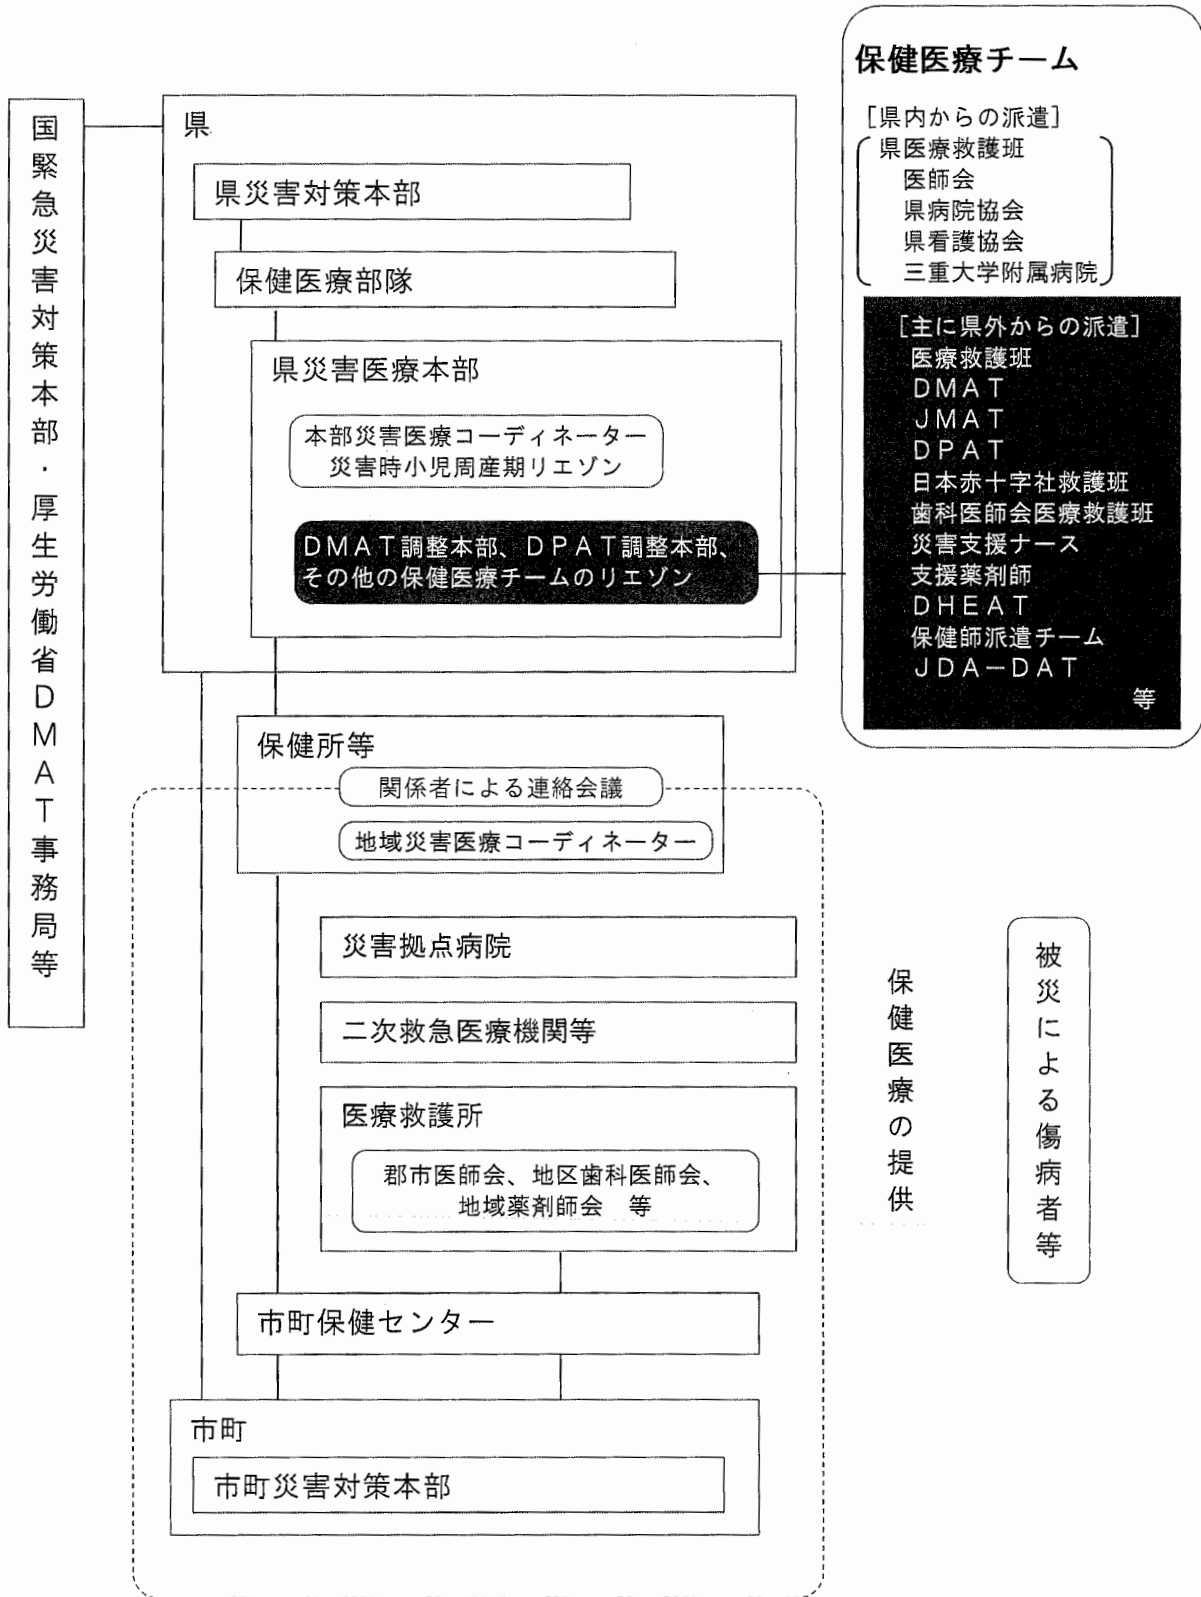 国緊急災害対策本部・厚生労働省DMAT事務局等
県
県災害対策本部
保健医療部隊
県災害医療本部
本部災害医療コーディネーター
災害時小児周産期リエゾン
DMAT調整本部、DPAT調整本部、
その他の保健医療チームのリエゾン
保健医療チーム
[県内からの派遣]
県医療救護班
医師会
県病院協会
県看護協会
三重大学附属病院
[主に県外からの派遣]
医療救護班
DMAT
JMAT
DPAT
日本赤十字社救護班
歯科医師会医療救護班
災害支援ナース
支援薬剤師
DHEAT
保健師派遣チーム
JDA-DAT
等
保健所等
関係者による連絡会議
地域災害医療コーディネーター
災害拠点病院
二次救急医療機関等
医療救護所
郡市医師会、地区歯科医師会、
地域薬剤師会 等
市町保健センター
市町
市町災害対策本部
保健医療の提供
被災による傷病者等